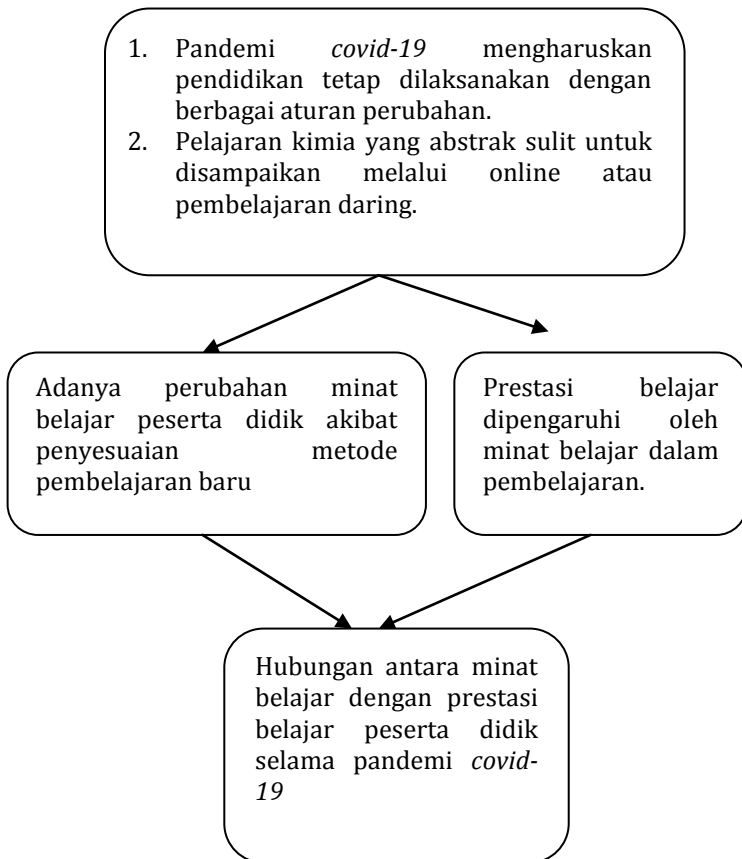 1. Pandemi covid-19 mengharuskan
pendidikan tetap dilaksanakan dengan
berbagai aturan perubahan.
2. Pelajaran kimia yang abstrak sulit untuk
disampaikan melalui online atau
pembelajaran daring.
Adanya perubahan minat
belajar peserta didik akibat
penyesuaian metode
pembelajaran baru
Prestasi belajar
dipengaruhi oleh
minat belajar dalam
pembelajaran.
Hubungan antara minat
belajar dengan prestasi
belajar peserta didik
selama pandemi covid-
19